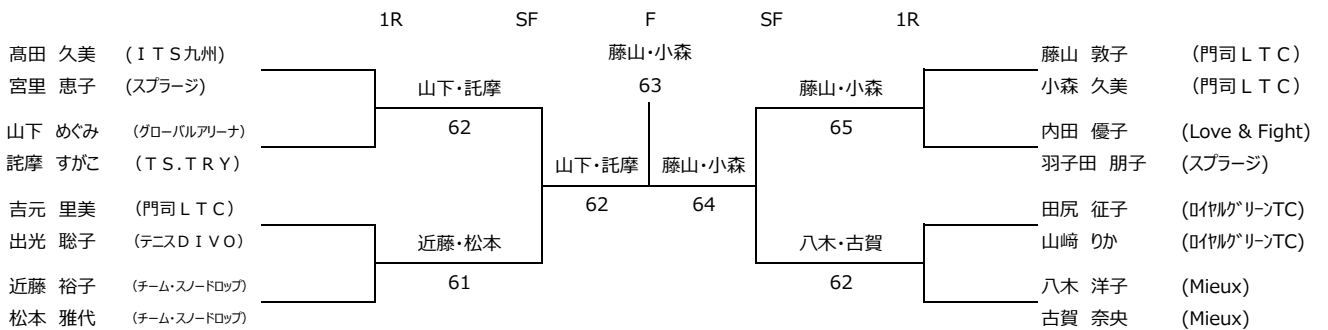 1R SF F SF 1R
髙田 久美 (ＩＴＳ九州) 藤山･小森 藤山 敦子 (門司ＬＴＣ)
宮里 恵子 (スプラージ) 山下･託摩 63 藤山･小森 小森 久美 (門司ＬＴＣ)
山下 めぐみ (グローバルアリーナ) 62 65 内田 優子 (Love & Fight)
詫摩 すがこ (ＴＳ.ＴＲＹ) 山下･託摩 藤山･小森 羽子田 朋子 (スプラージ)
吉元 里美 (門司ＬＴＣ) 62 64 田尻 征子 (ﾛｲﾔﾙｸﾞﾘｰﾝTC)
出光 聡子 (テニスＤＩＶＯ) 近藤･松本 八木･古賀 山﨑 りか (ﾛｲﾔﾙｸﾞﾘｰﾝTC)
近藤 裕子 (チーム・スノードロップ) 61 62 八木 洋子 (Mieux)
松本 雅代 (チーム・スノードロップ) 古賀 奈央 (Mieux)